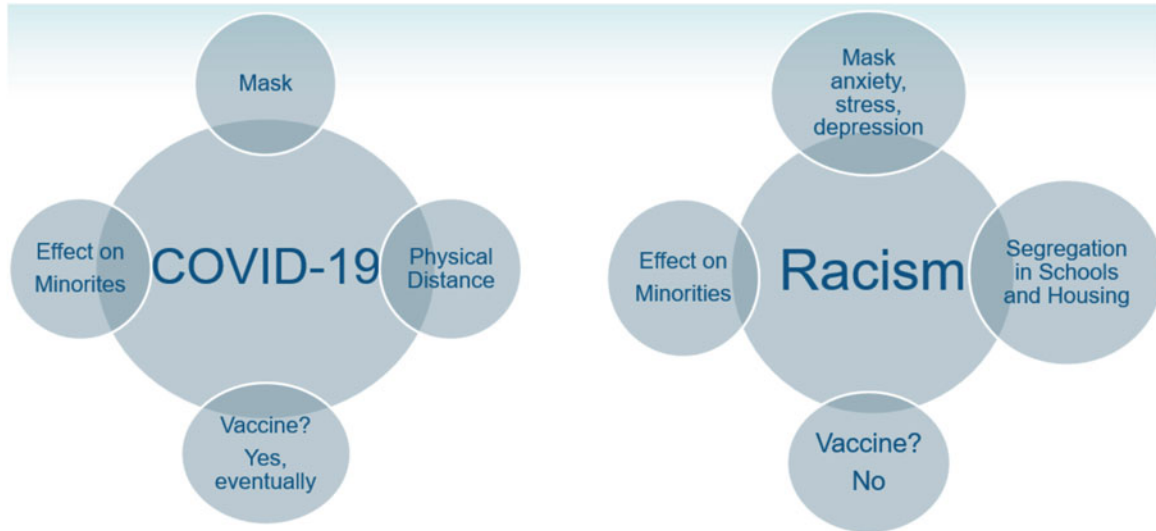 Mask
Effect on
Minorites
COVID-19
Physical
Distance
Vaccine?
Yes,
eventually
Mask
anxiety,
stress,
depression
Effect on
Minorities
Racism
Segregation
in Schools
and Housing
Vaccine?
No